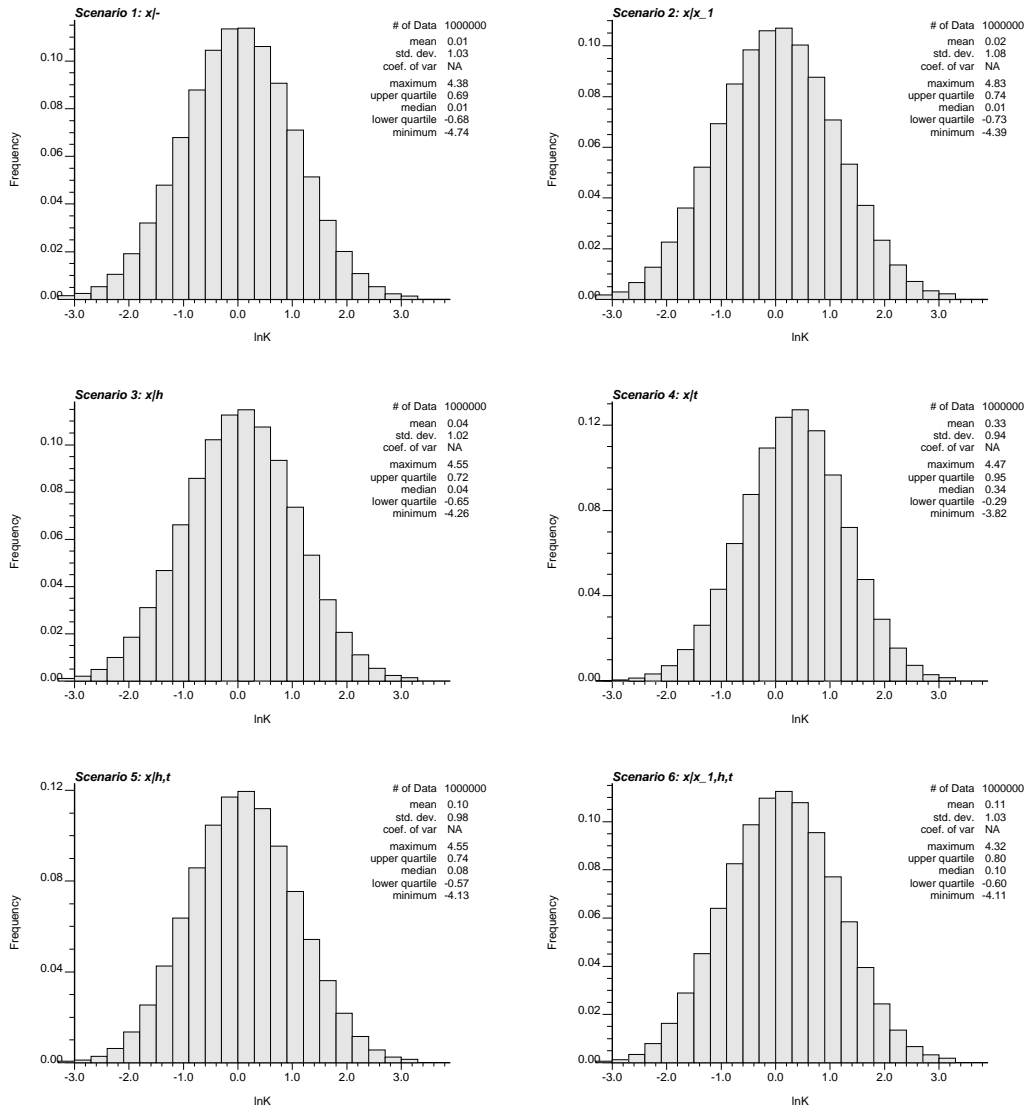 Scenario 1: x|-
# of Data 1000000
mean 0.01
std. dev. 1.03
coef. of var NA
maximum 4.38
upper quartile 0.69
median 0.01
lower quartile -0.68
minimum -4.74
Frequency
0.10
0.08
0.06
0.04
0.02
0.00
-3.0 -2.0 -1.0 0.0 1.0 2.0 3.0
lnK
Scenario 2: x|x_1
# of Data 1000000
mean 0.02
std. dev. 1.08
coef. of var NA
maximum 4.83
upper quartile 0.74
median 0.01
lower quartile -0.73
minimum -4.39
Frequency
0.10
0.08
0.06
0.04
0.02
0.00
-3.0 -2.0 -1.0 0.0 1.0 2.0 3.0
lnK
Scenario 3: x|h
# of Data 1000000
mean 0.04
std. dev. 1.02
coef. of var NA
maximum 4.55
upper quartile 0.72
median 0.04
lower quartile -0.65
minimum -4.26
Frequency
0.10
0.08
0.06
0.04
0.02
0.00
-3.0 -2.0 -1.0 0.0 1.0 2.0 3.0
lnK
Scenario 4: x|t
# of Data 1000000
mean 0.33
std. dev. 0.94
coef. of var NA
maximum 4.47
upper quartile 0.95
median 0.34
lower quartile -0.29
minimum -3.82
Frequency
0.12
0.08
0.04
0.00
-3.0 -2.0 -1.0 0.0 1.0 2.0 3.0
lnK
Scenario 5: x|h,t
# of Data 1000000
mean 0.10
std. dev. 0.98
coef. of var NA
maximum 4.55
upper quartile 0.74
median 0.08
lower quartile -0.57
minimum -4.13
Frequency
0.12
0.08
0.04
0.00
-3.0 -2.0 -1.0 0.0 1.0 2.0 3.0
lnK
Scenario 6: x|x_1,h,t
# of Data 1000000
mean 0.11
std. dev. 1.03
coef. of var NA
maximum 4.32
upper quartile 0.80
median 0.10
lower quartile -0.60
minimum -4.11
Frequency
0.10
0.08
0.06
0.04
0.02
0.00
-3.0 -2.0 -1.0 0.0 1.0 2.0 3.0
lnK